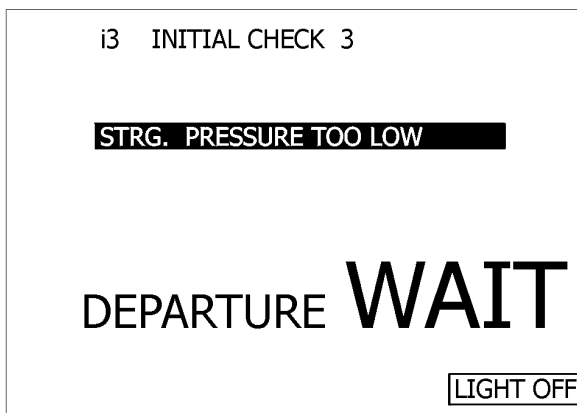 i3 INITIAL CHECK 3
STRG. PRESSURE TOO LOW
DEPARTURE WAIT
LIGHT OFF